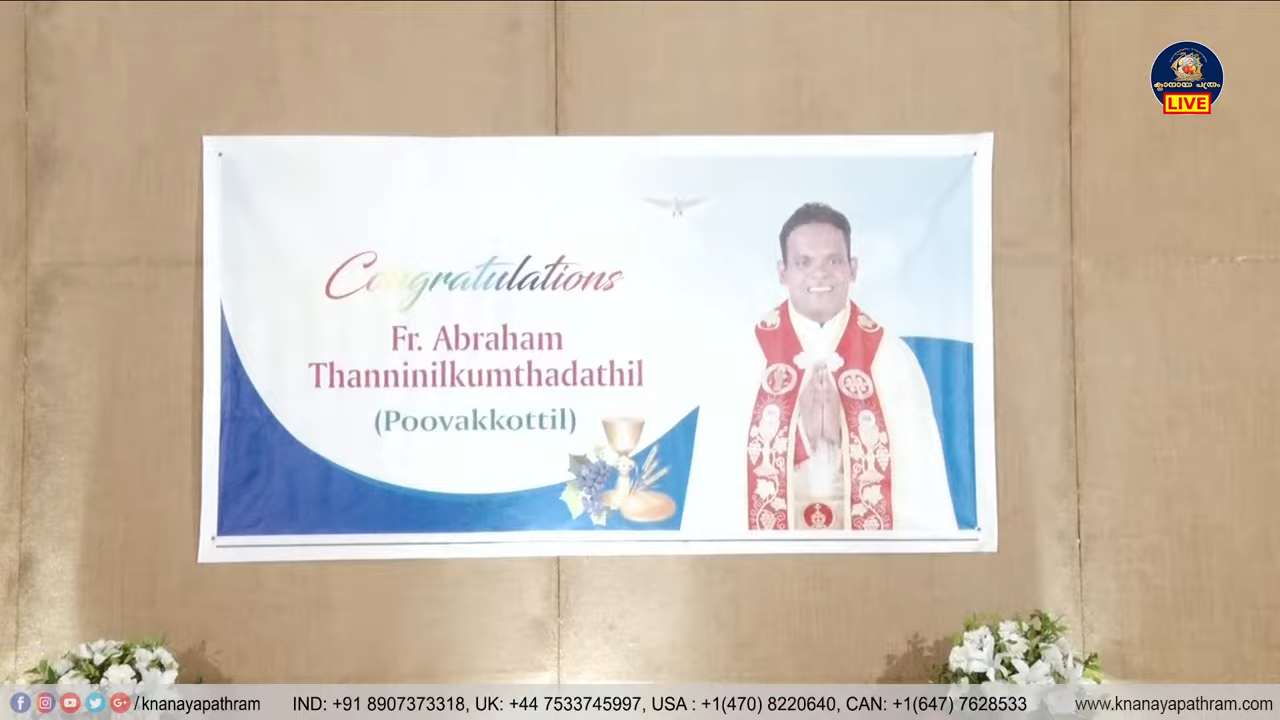 ക്നാനായ പത്രം
LIVE
Congratulations
Fr. Abraham
Thanninilkumthadathil
(Poovakkottil)
/knanayapathram IND: +91 8907373318, UK: +44 7533745997, USA : +1(470) 8220640, CAN: +1(647) 7628533 www.knanayapathram.com